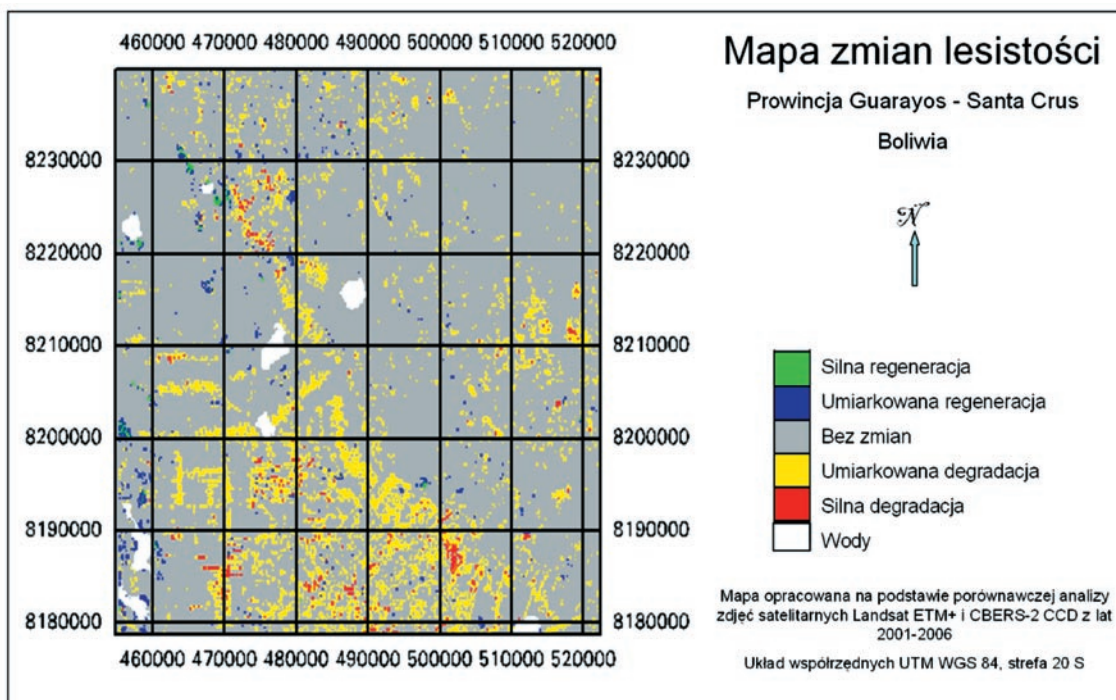 460000 470000 480000 490000 500000 510000 520000
Mapa zmian lesistości
Prowincja Guarayos - Santa Crus
Boliwia
N
8230000 8230000
8220000 8220000
8210000 8210000
8200000 8200000
8190000 8190000
8180000 8180000
460000 470000 480000 490000 500000 510000 520000
Silna regeneracja
Umiarkowana regeneracja
Bez zmian
Umiarkowana degradacja
Silna degradacja
Wody
Mapa opracowana na podstawie porównawczej analizy
zdjęć satelitarnych Landsat ETM+ i CBERS-2 CCD z lat
2001-2006
Układ współrzędnych UTM WGS 84, strefa 20 S